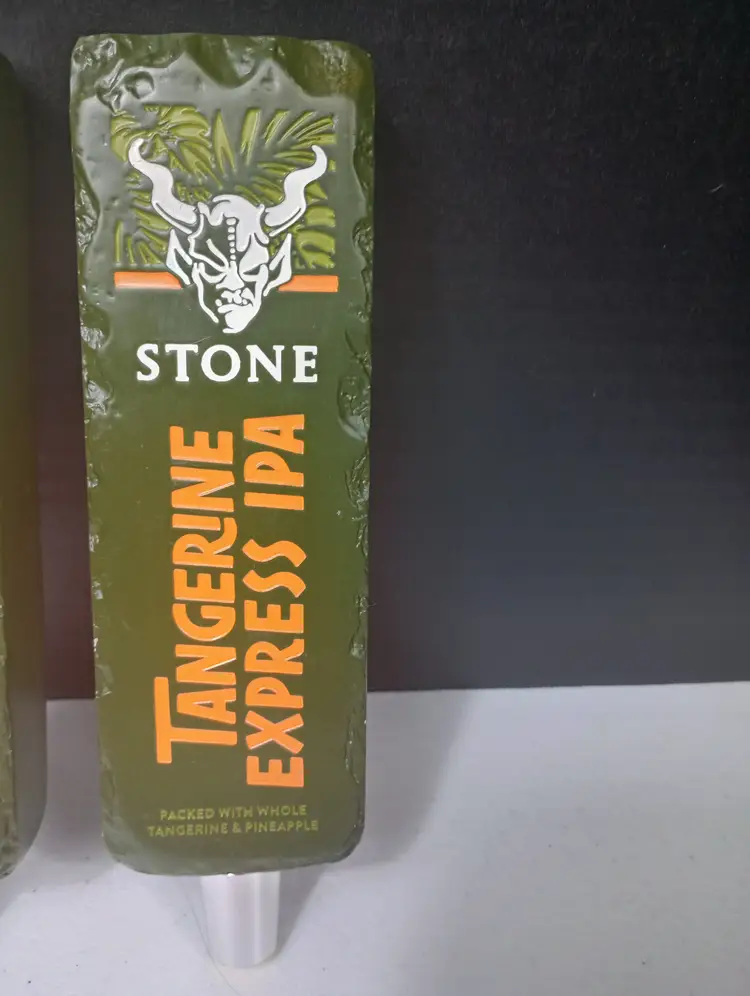 STONE
TANGERINE
EXPRESS IPA
PACKED WITH WHOLE
TANGERINE & PINEAPPLE